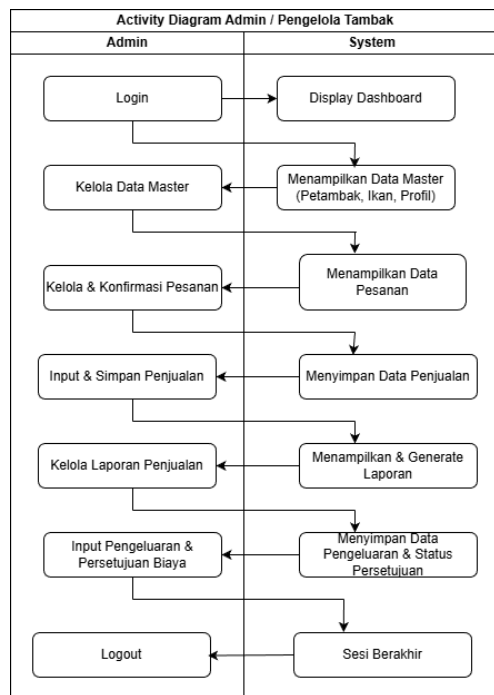 Activity Diagram Admin / Pengelola Tambak
Admin
System
Login
Display Dashboard
Kelola Data Master
Menampilkan Data Master
(Petambak, Ikan, Profil)
Kelola & Konfirmasi Pesanan
Menampilkan Data
Pesanan
Input & Simpan Penjualan
Menyimpan Data Penjualan
Kelola Laporan Penjualan
Menampilkan & Generate
Laporan
Input Pengeluaran &
Persetujuan Biaya
Menyimpan Data
Pengeluaran & Status
Persetujuan
Logout
Sesi Berakhir